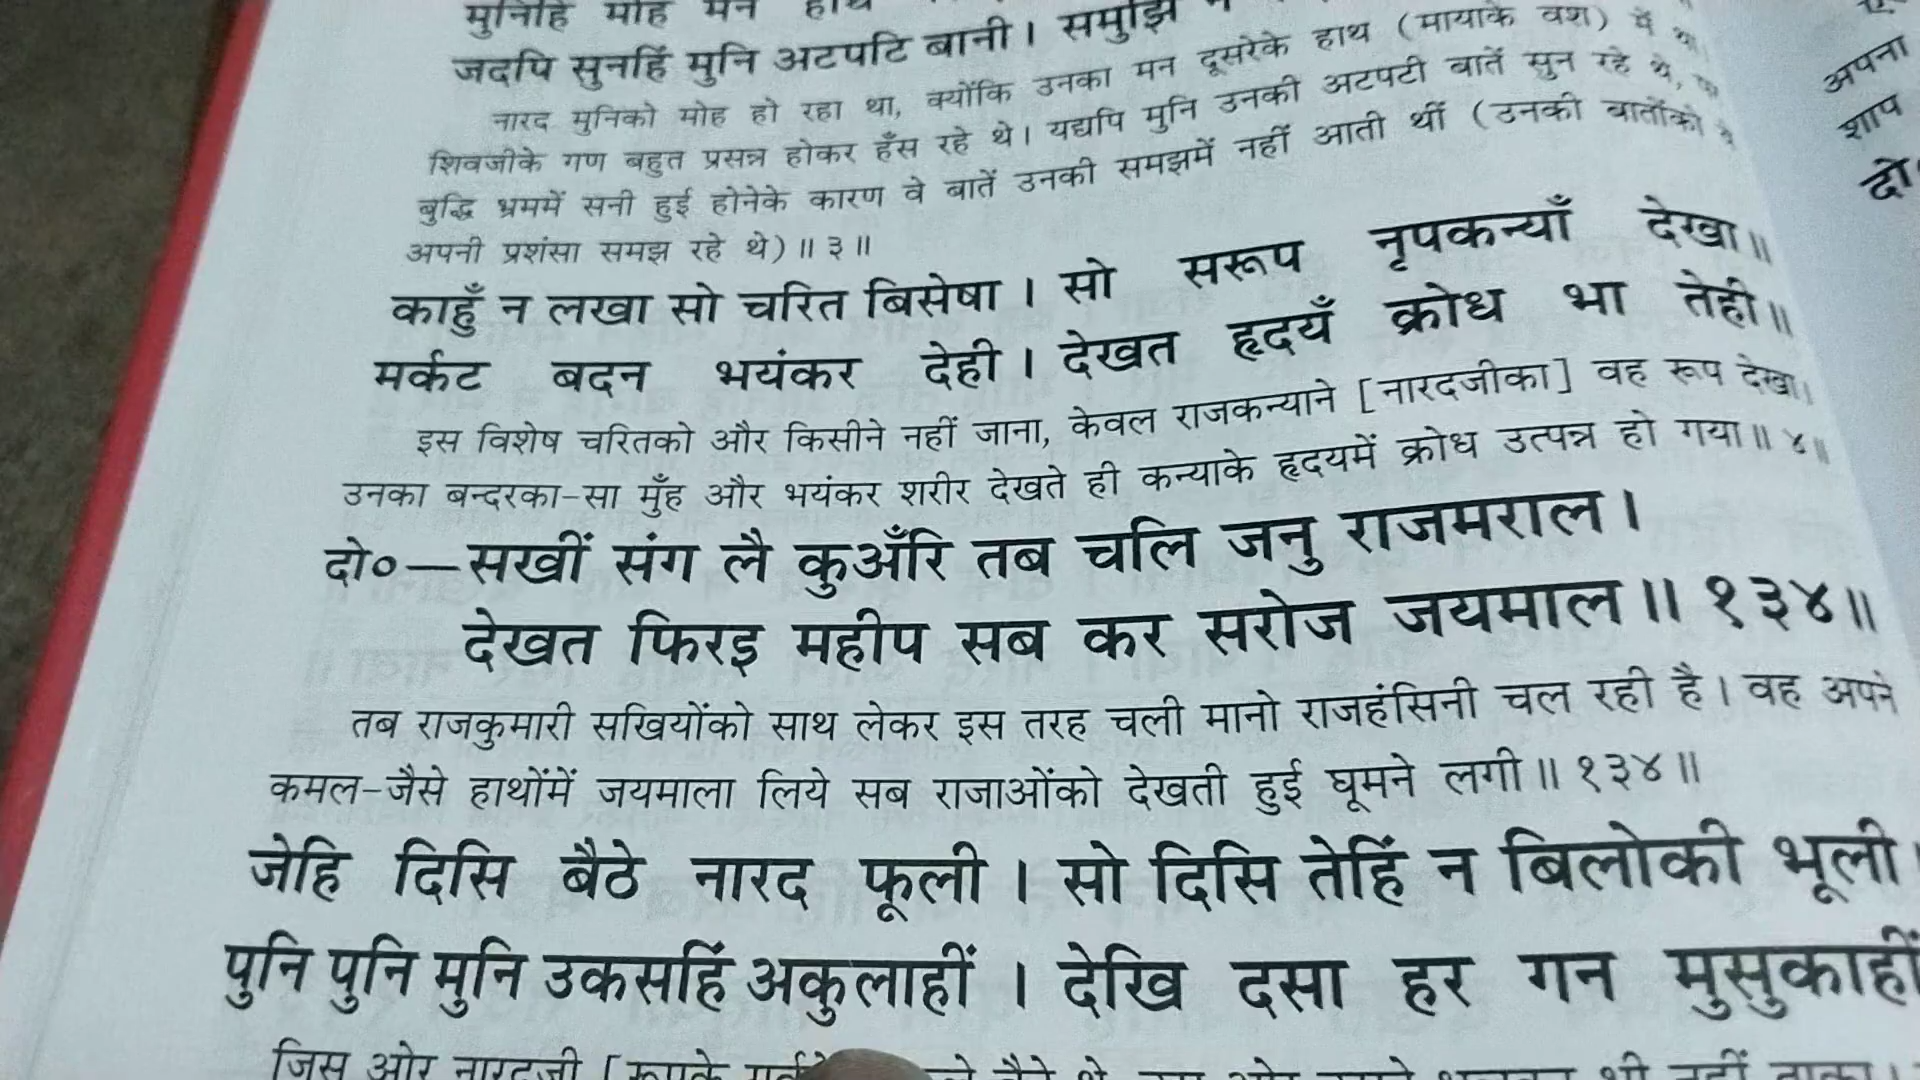 मुनिहि मोह मन हाथ
जदपि सुनहिं मुनि अटपटि बानी। समुझि न
नारद मुनिको मोह हो रहा था, क्योंकि उनका मन दूसरेके हाथ (मायाके वश) में था
शिवजीके गण बहुत प्रसन्न होकर हँस रहे थे। यद्यपि मुनि उनकी अटपटी बातें सुन रहे थे,
बुद्धि भ्रममें सनी हुई होनेके कारण वे बातें उनकी समझमें नहीं आती थीं (उनकी बातोंको वे
अपनी प्रशंसा समझ रहे थे)॥३॥
काहुँ न लखा सो चरित बिसेषा। सो सरूप नृपकन्याँ देखा॥
मर्कट बदन भयंकर देही। देखत हृदयँ क्रोध भा तेही॥
इस विशेष चरितको और किसीने नहीं जाना, केवल राजकन्याने [नारदजीका] वह रूप देखा।
उनका बन्दरका-सा मुँह और भयंकर शरीर देखते ही कन्याके हृदयमें क्रोध उत्पन्न हो गया॥४॥
दो०—सखीं संग लै कुअँरि तब चलि जनु राजमराल।
देखत फिरइ महीप सब कर सरोज जयमाल॥१३४॥
तब राजकुमारी सखियोंको साथ लेकर इस तरह चली मानो राजहंसिनी चल रही है। वह अपने
कमल-जैसे हाथोंमें जयमाला लिये सब राजाओंको देखती हुई घूमने लगी॥१३४॥
जेहि दिसि बैठे नारद फूली। सो दिसि तेहिं न बिलोकी भूली
पुनि पुनि मुनि उकसहिं अकुलाहीं। देखि दसा हर गन मुसुकाहीं
जिस ओर नारदजी [रूपके
अपना
शाप
दो०